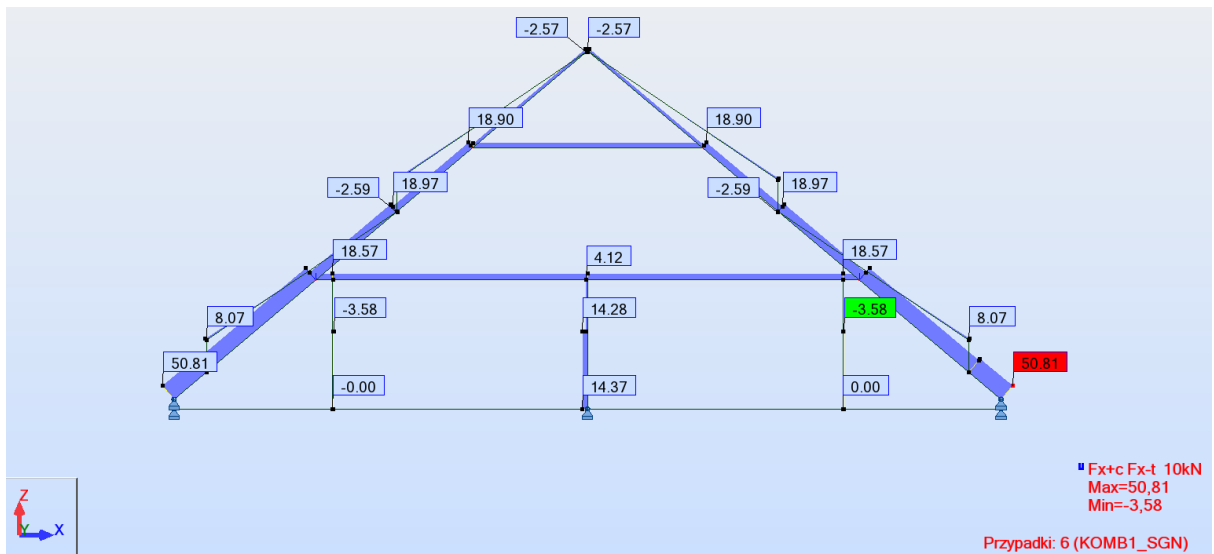 -2.57 -2.57
18.90 18.90
-2.59 18.97 -2.59 18.97
18.57 4.12 18.57
8.07 -3.58 14.28 -3.58 8.07
50.81 -0.00 14.37 0.00 50.81
Fx+c Fx-t 10kN
Max=50,81
Min=-3,58
Z
Y X
Przypadki: 6 (KOMB1_SGN)